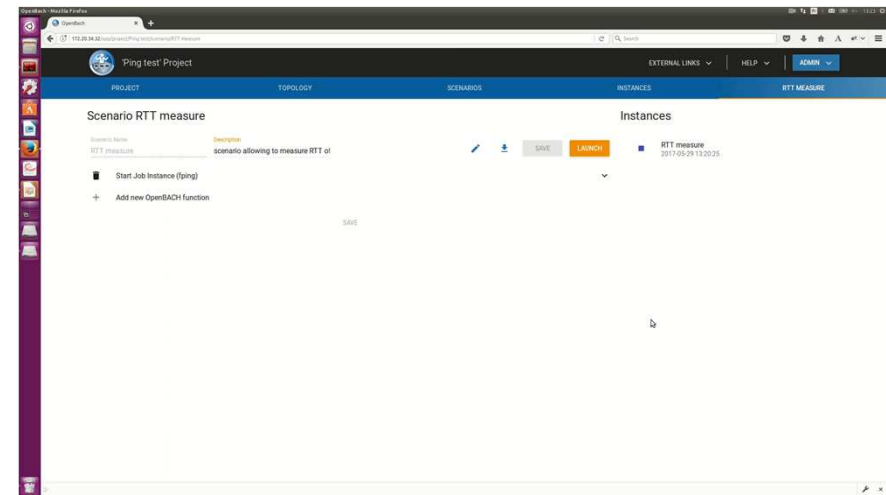 OpenBach - Mozilla Firefox
OpenBach
Search
'Ping test' Project
EXTERNAL LINKS
HELP
ADMIN
PROJECT
TOPOLOGY
SCENARIOS
INSTANCES
RTT MEASURE
Scenario RTT measure
Instances
Scenario Name
Description
RTT measure
scenario allowing to measure RTT of
SAVE
LAUNCH
RTT measure
2017-05-29 13:20:25
Start Job Instance (fping)
Add new OpenBACH function
SAVE